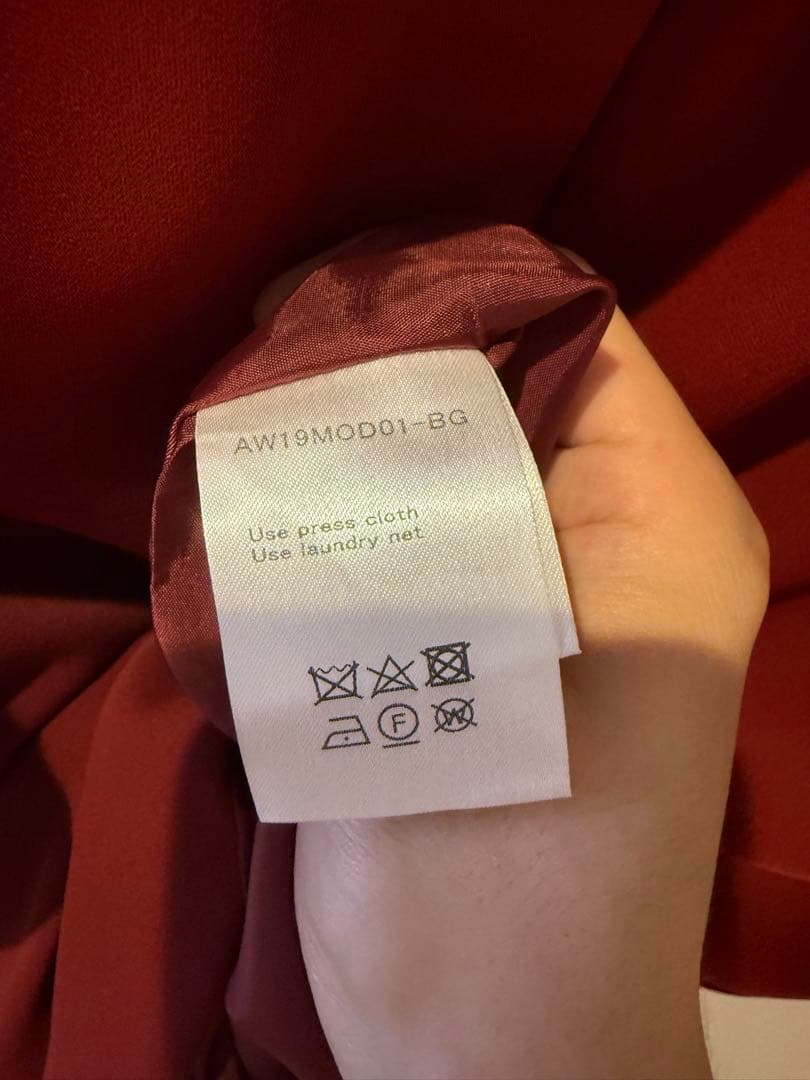 AW19MOD01-BG
Use press cloth
Use laundry net
F W